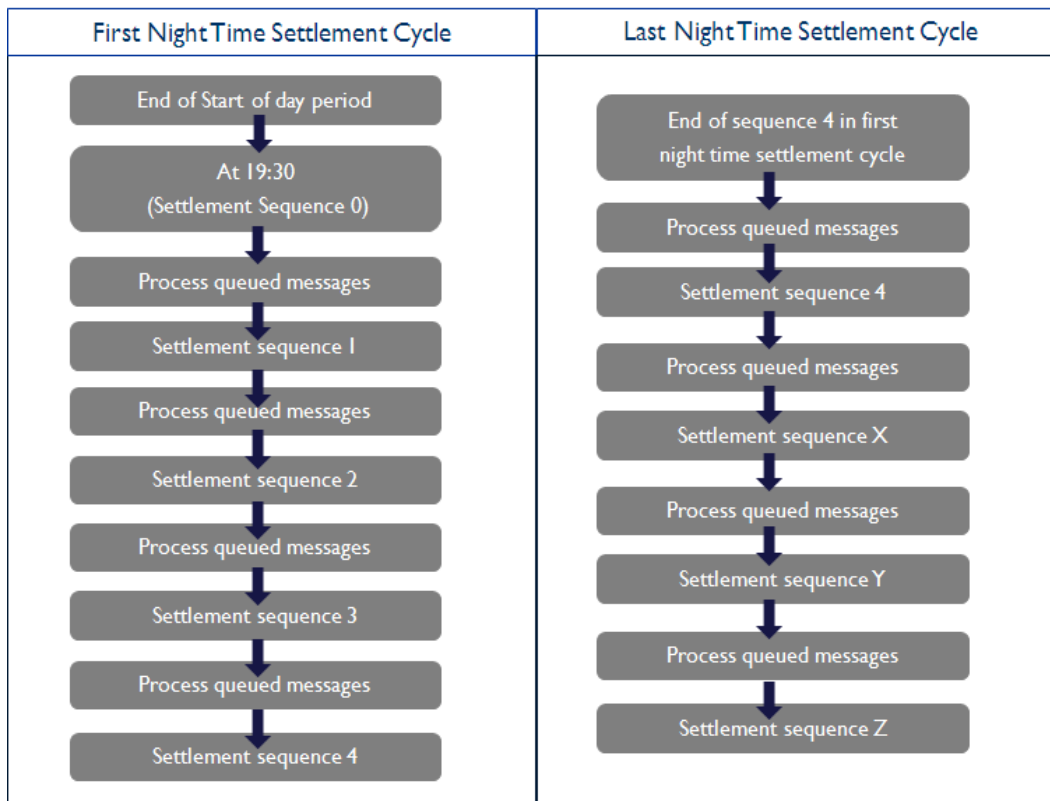 First Night Time Settlement Cycle
End of Start of day period
At 19:30
(Settlement Sequence 0)
Process queued messages
Settlement sequence 1
Process queued messages
Settlement sequence 2
Process queued messages
Settlement sequence 3
Process queued messages
Settlement sequence 4
Last Night Time Settlement Cycle
End of sequence 4 in first
night time settlement cycle
Process queued messages
Settlement sequence 4
Process queued messages
Settlement sequence X
Process queued messages
Settlement sequence Y
Process queued messages
Settlement sequence Z